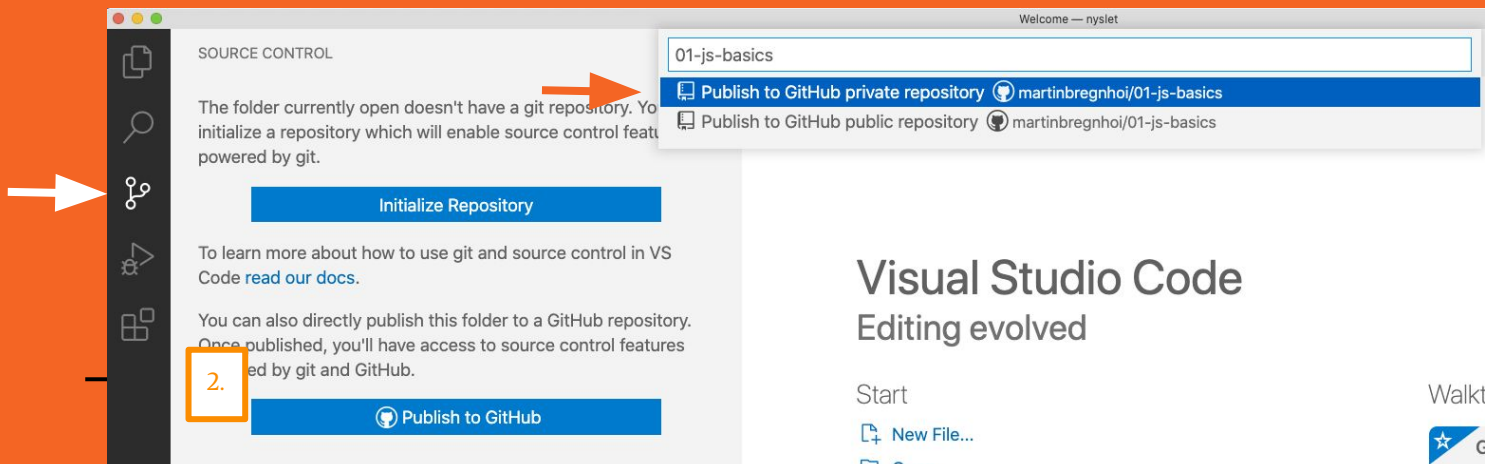 Welcome — nyslet
SOURCE CONTROL
01-js-basics
Publish to GitHub private repository martinbregnhoi/01-js-basics
Publish to GitHub public repository martinbregnhoi/01-js-basics
The folder currently open doesn't have a git repository.
initialize a repository which will enable source control
powered by git.
Initialize Repository
To learn more about how to use git and source control in VS
Code read our docs.
You can also directly publish this folder to a GitHub repository.
Once published, you'll have access to source control features
by git and GitHub.
2.
Publish to GitHub
Visual Studio Code
Editing evolved
Start
New File...